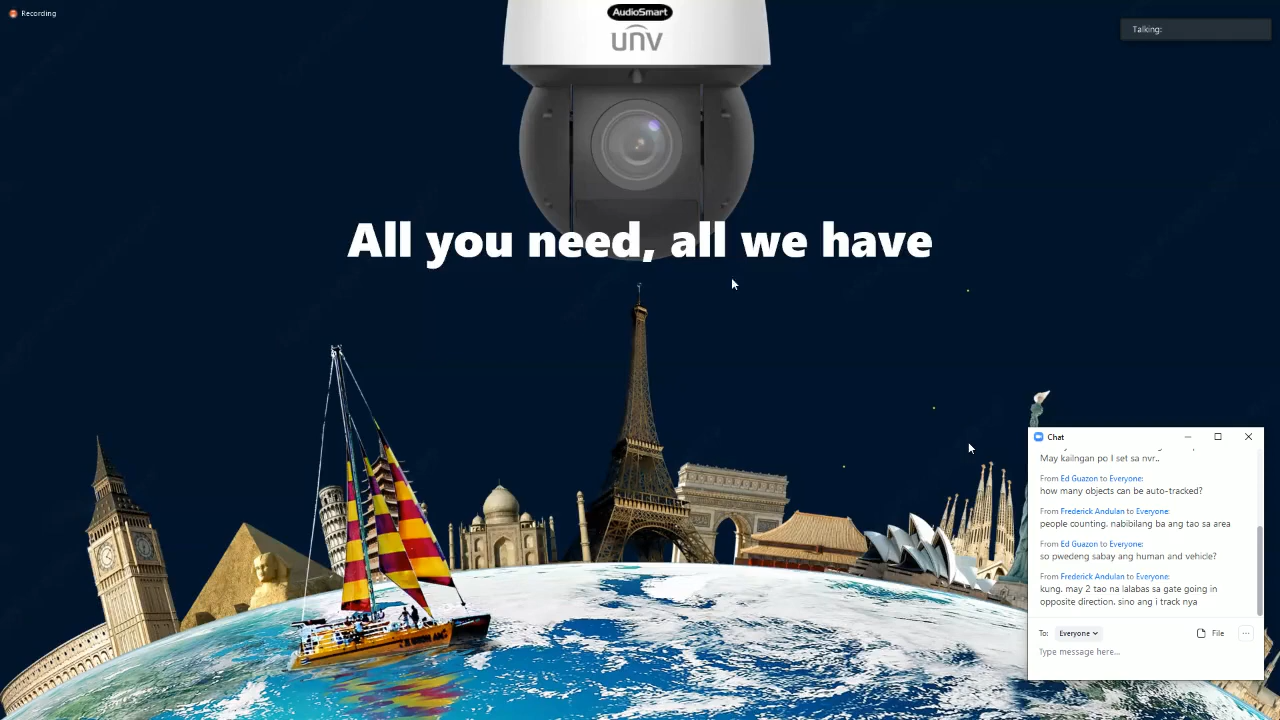 Recording
AudioSmart
unv
Talking:
All you need, all we have
Chat
May kailngan po I set sa nvr..
From Ed Guazon to Everyone:
how many objects can be auto-tracked?
From Frederick Andulan to Everyone:
people counting. nabibilang ba ang tao sa area
From Ed Guazon to Everyone:
so pwedeng sabay ang human and vehicle?
From Frederick Andulan to Everyone:
kung. may 2 tao na lalabas sa gate going in
opposite direction. sino ang i track nya
To: Everyone
File
Type message here...